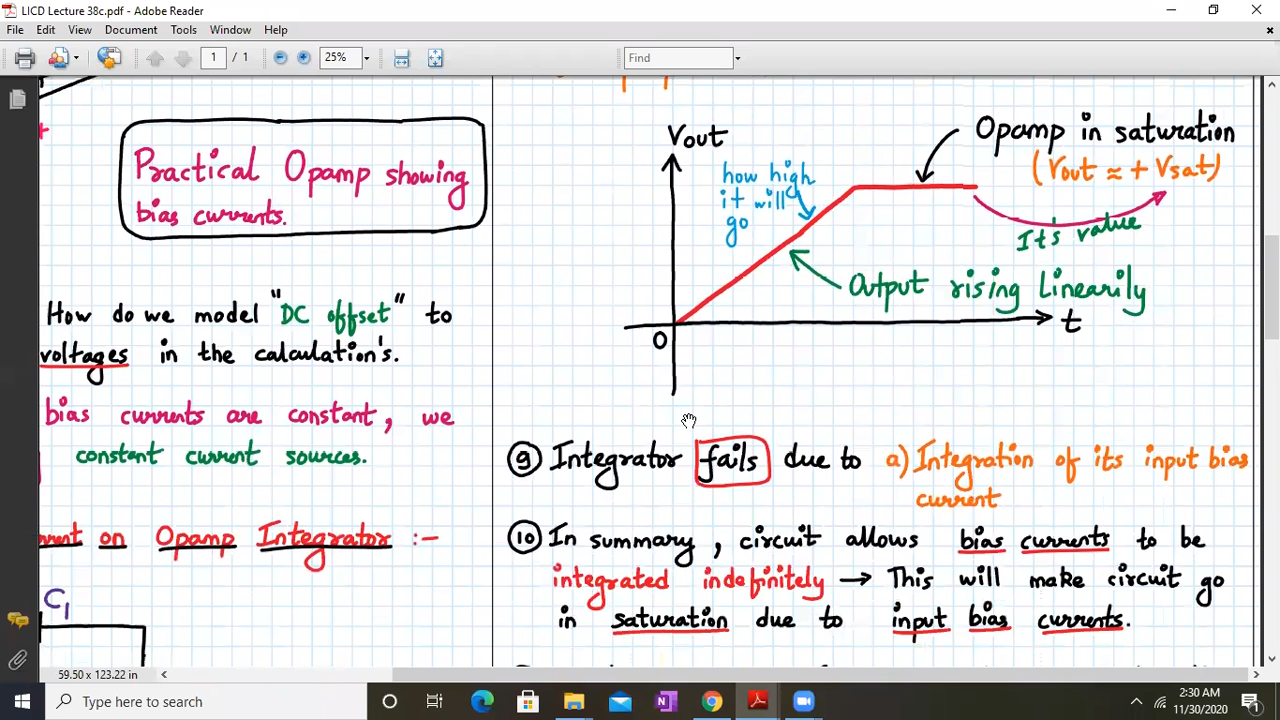 LICD Lecture 38c.pdf - Adobe Reader
File Edit View Document Tools Window Help
1 / 1 25% Find
Practical Opamp showing
bias currents.
How do we model "DC offset" to
voltages in the calculation's.
bias currents are constant, we
constant current sources.
on Opamp Integrator :-
C1
Vout
how high
it will
go
Opamp in saturation
(Vout ≈ + Vsat)
Its value
Output rising Linearily
0
t
9 Integrator fails due to a) Integration of its input bias
current
10 In summary, circuit allows bias currents to be
integrated indefinitely → This will make circuit go
in saturation due to input bias currents.
59.50 x 123.22 in
Type here to search
2:30 AM
11/30/2020